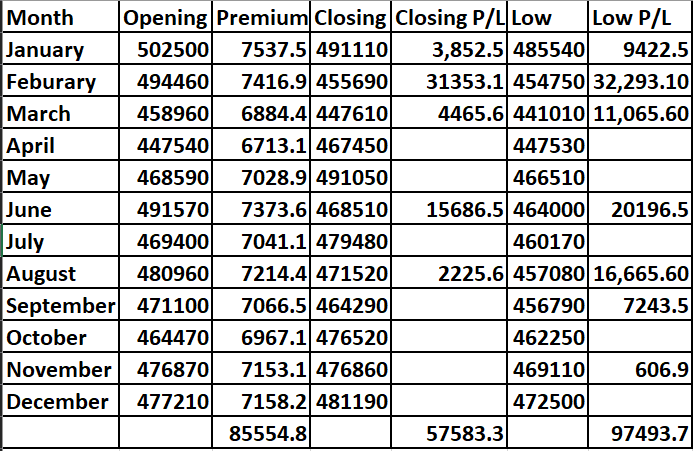 Month Opening Premium Closing Closing P/L Low Low P/L
January 502500 7537.5 491110 3,852.5 485540 9422.5
Feburary 494460 7416.9 455690 31353.1 454750 32,293.10
March 458960 6884.4 447610 4465.6 441010 11,065.60
April 447540 6713.1 467450 447530
May 468590 7028.9 491050 466510
June 491570 7373.6 468510 15686.5 464000 20196.5
July 469400 7041.1 479480 460170
August 480960 7214.4 471520 2225.6 457080 16,665.60
September 471100 7066.5 464290 456790 7243.5
October 464470 6967.1 476520 462250
November 476870 7153.1 476860 469110 606.9
December 477210 7158.2 481190 472500
85554.8 57583.3 97493.7